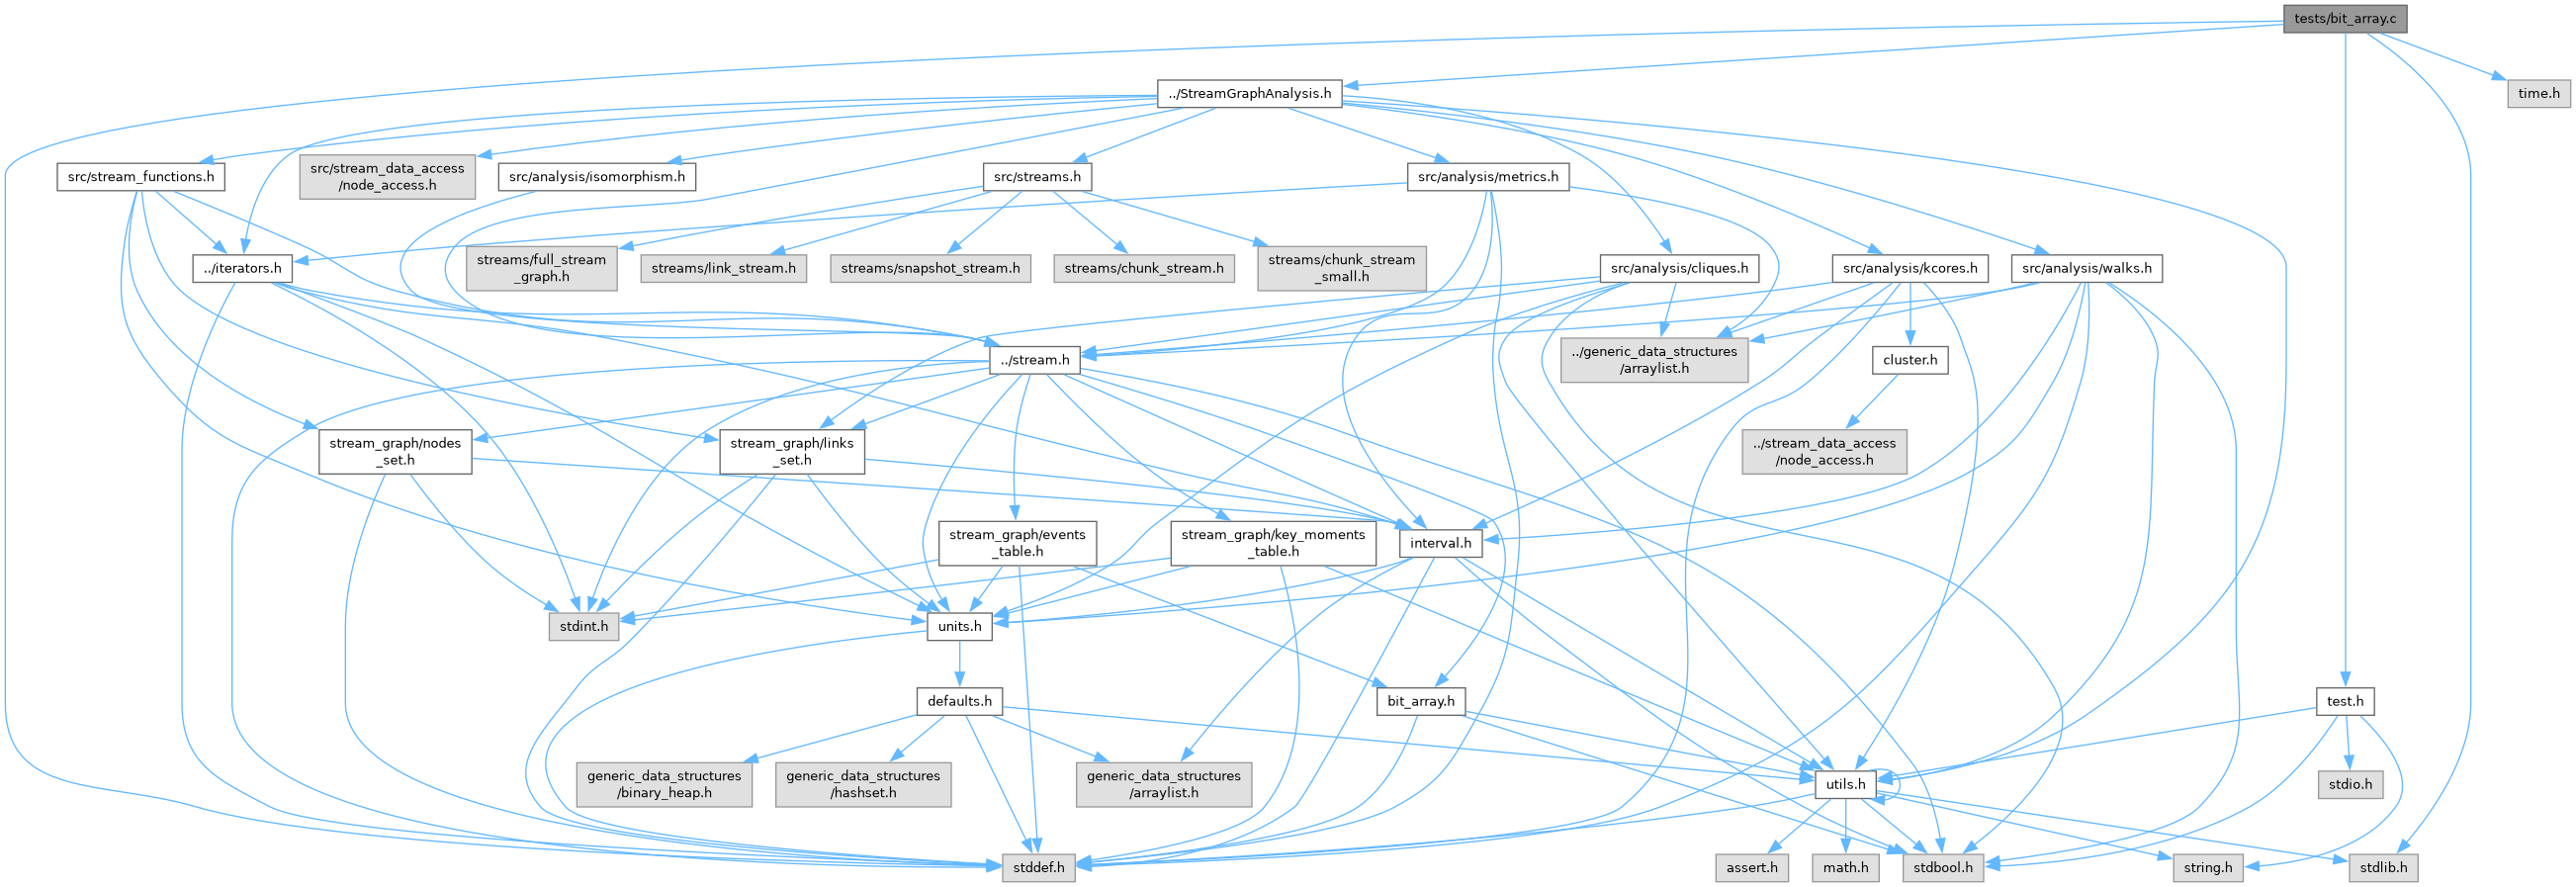 tests/bit_array.c
../StreamGraphAnalysis.h
time.h
src/stream_functions.h
src/stream_data_access
/node_access.h
src/analysis/isomorphism.h
src/streams.h
src/analysis/metrics.h
../iterators.h
streams/full_stream
_graph.h
streams/link_stream.h
streams/snapshot_stream.h
streams/chunk_stream.h
streams/chunk_stream
_small.h
src/analysis/cliques.h
src/analysis/kcores.h
src/analysis/walks.h
../stream.h
../generic_data_structures
/arraylist.h
cluster.h
stream_graph/nodes
_set.h
stream_graph/links
_set.h
../stream_data_access
/node_access.h
stream_graph/events
_table.h
stream_graph/key_moments
_table.h
interval.h
stdint.h
units.h
defaults.h
bit_array.h
test.h
generic_data_structures
/binary_heap.h
generic_data_structures
/hashset.h
generic_data_structures
/arraylist.h
utils.h
stdio.h
stddef.h
assert.h
math.h
stdbool.h
string.h
stdlib.h